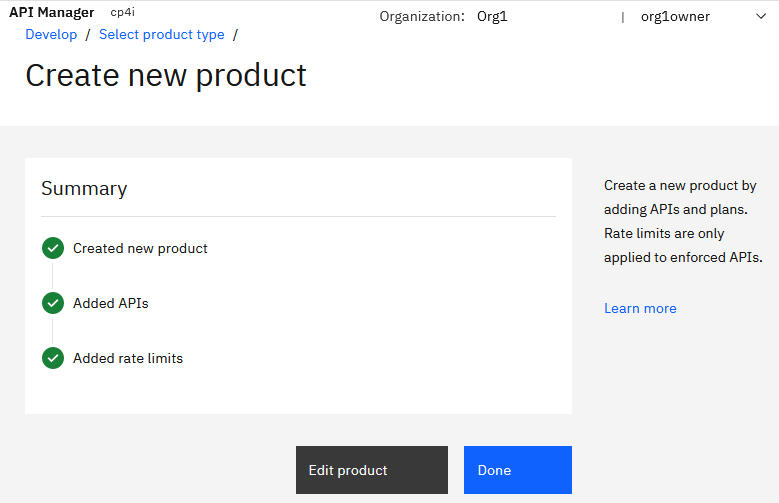 API Manager cp4i Organization: Org1 | org1owner
Develop / Select product type /
Create new product
Summary
Created new product
Added APIs
Added rate limits
Create a new product by
adding APIs and plans.
Rate limits are only
applied to enforced APIs.
Learn more
Edit product Done